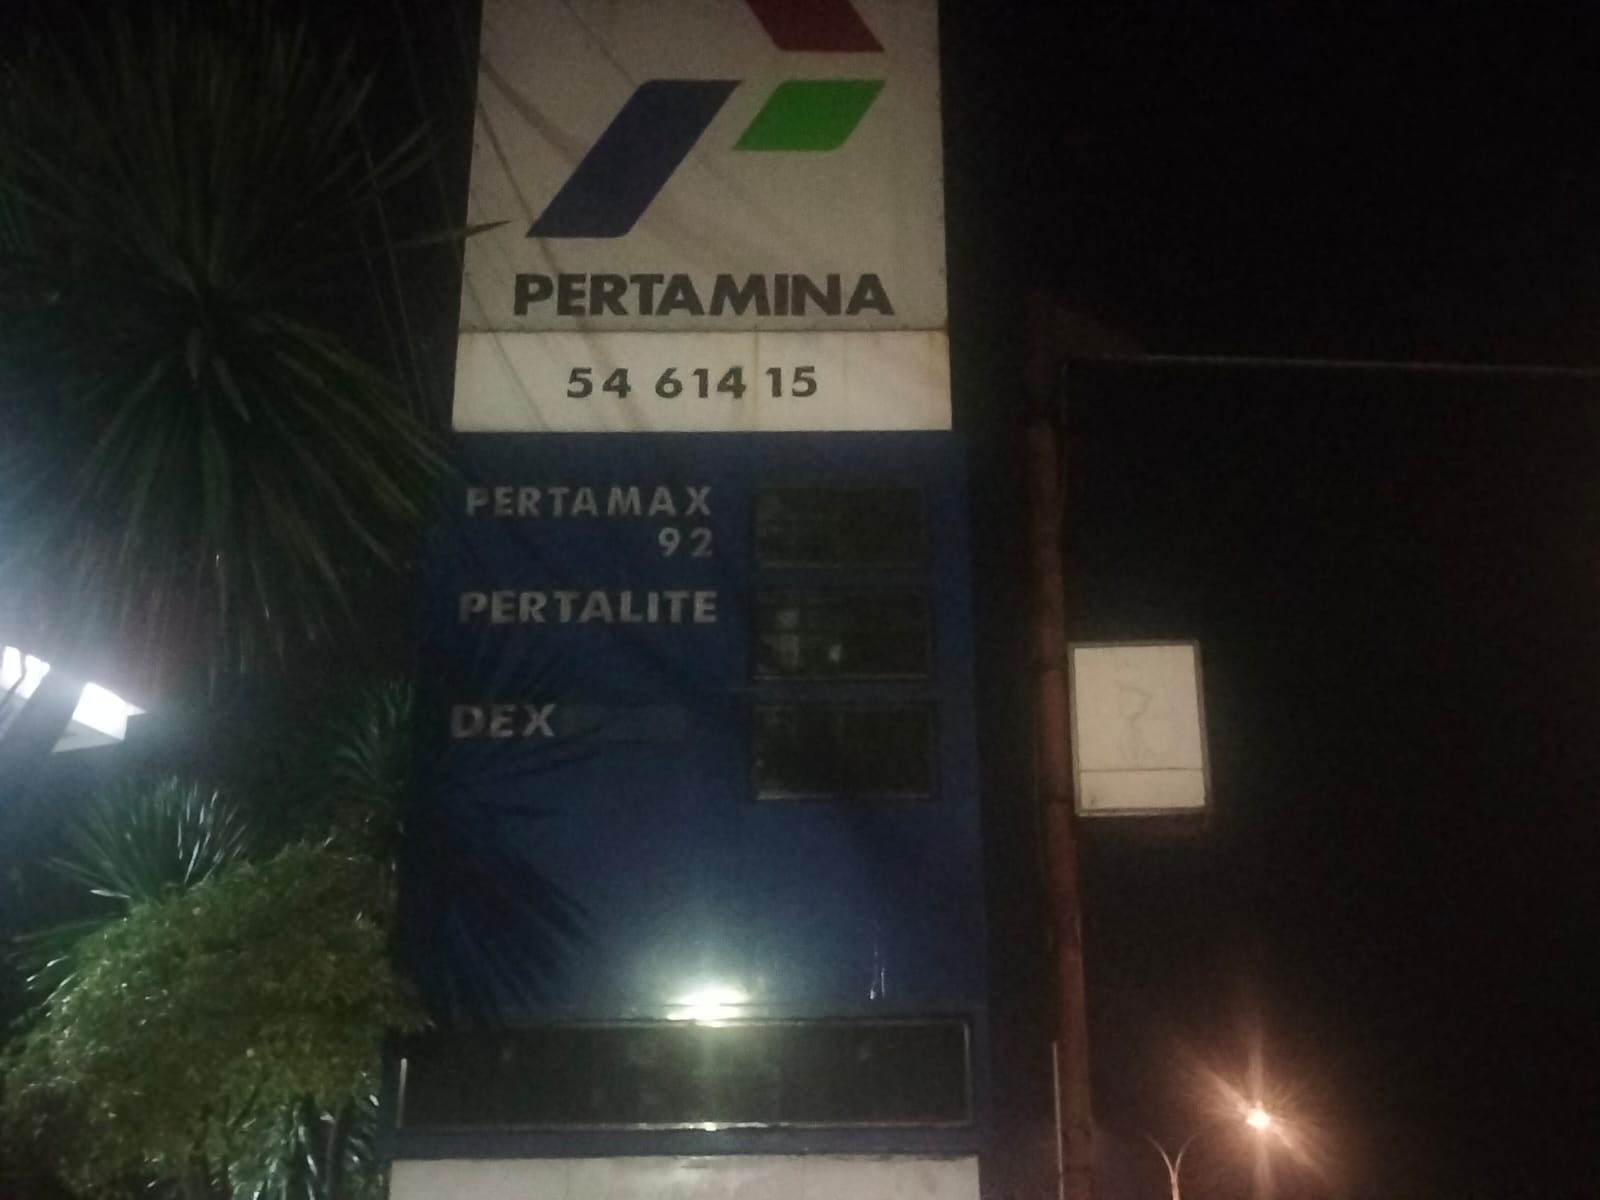 PERTAMINA
54 614 15
PERTAMAX
92
PERTALITE
DEX